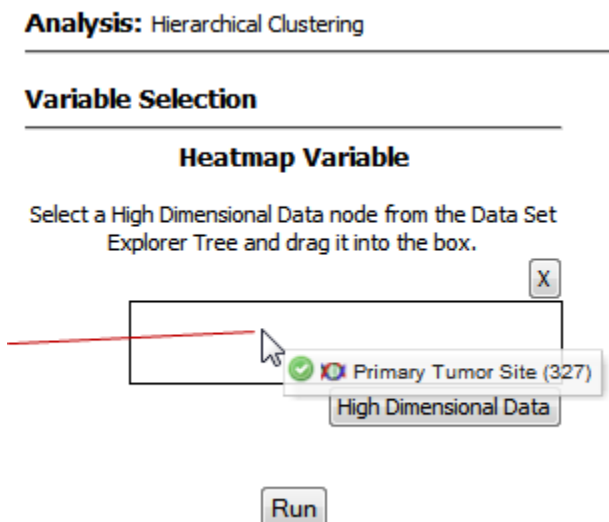 Analysis: Hierarchical Clustering
Variable Selection
Heatmap Variable
Select a High Dimensional Data node from the Data Set
Explorer Tree and drag it into the box.
X
Primary Tumor Site (327)
High Dimensional Data
Run